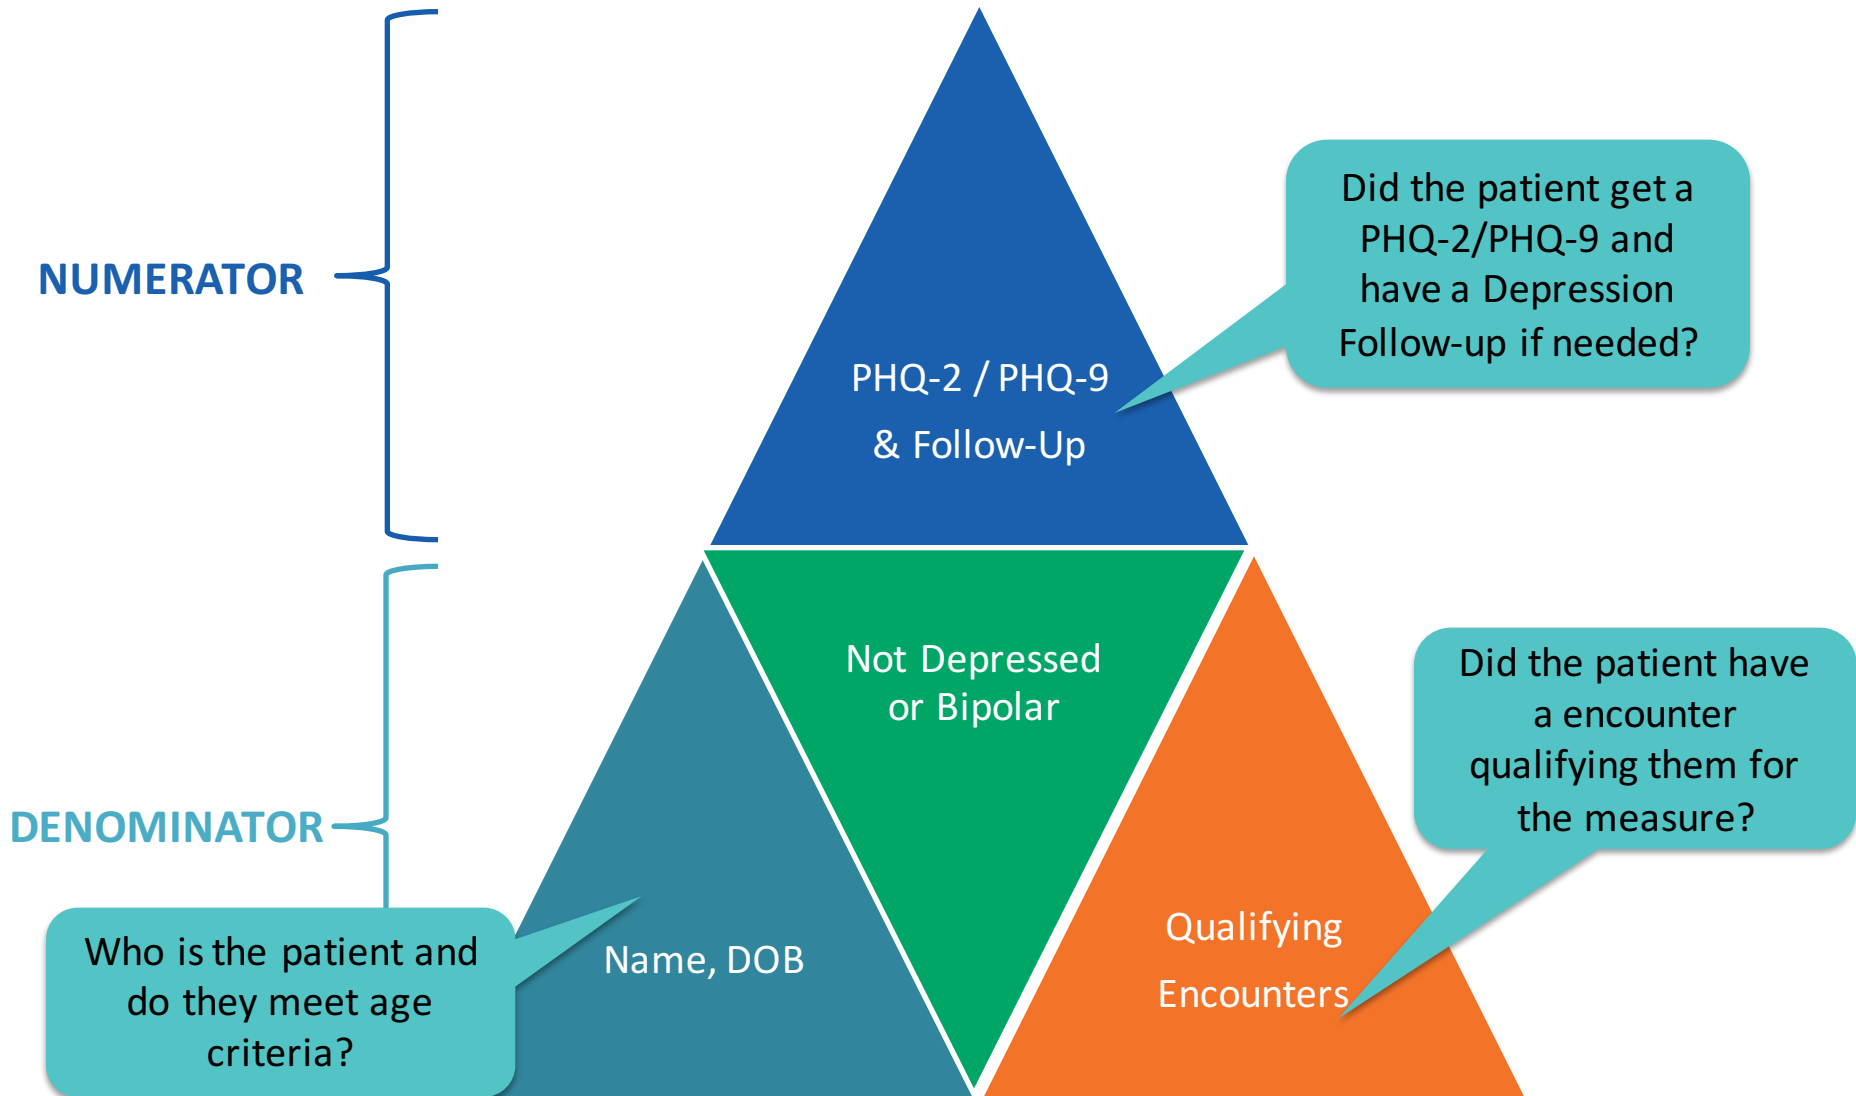 NUMERATOR
PHQ-2 / PHQ-9
& Follow-Up
Did the patient get a
PHQ-2/PHQ-9 and
have a Depression
Follow-up if needed?
DENOMINATOR
Not Depressed
or Bipolar
Did the patient have
a encounter
qualifying them for
the measure?
Who is the patient and
do they meet age
criteria?
Name, DOB
Qualifying
Encounters